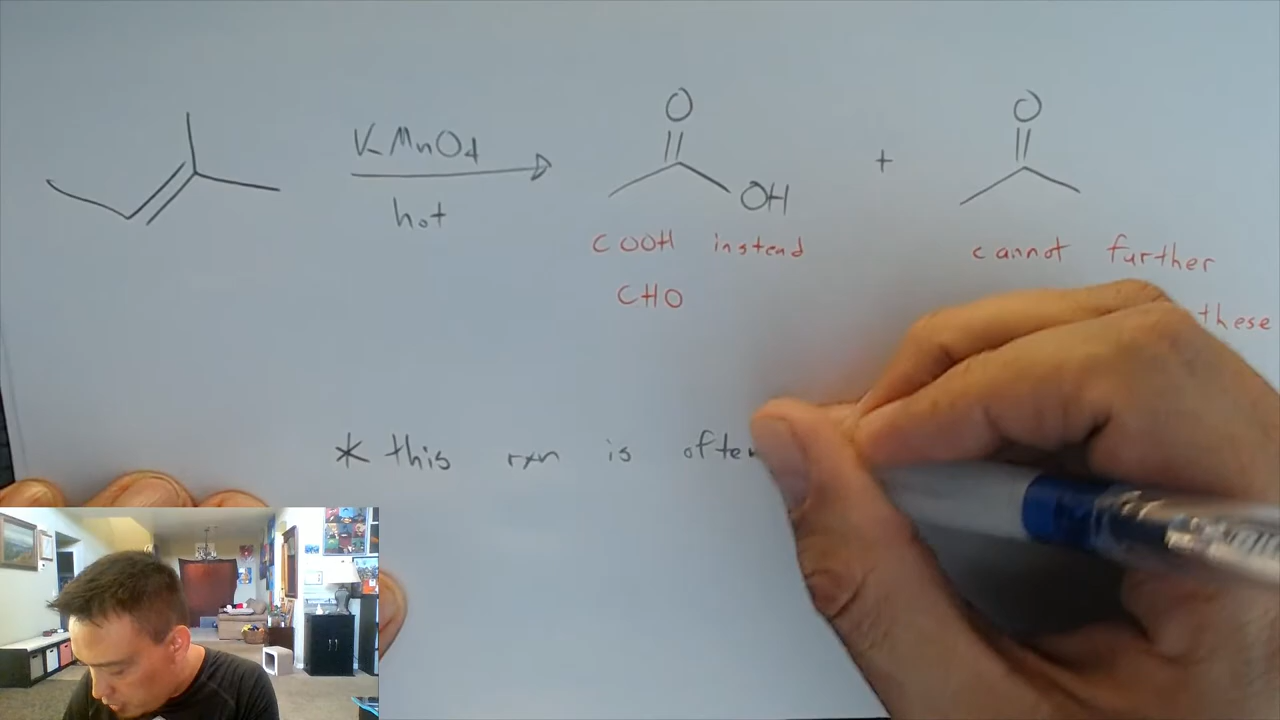 KMnO4
hot
O
OH
+
O
COOH instead
CHO
cannot further
these
* this rxn is often